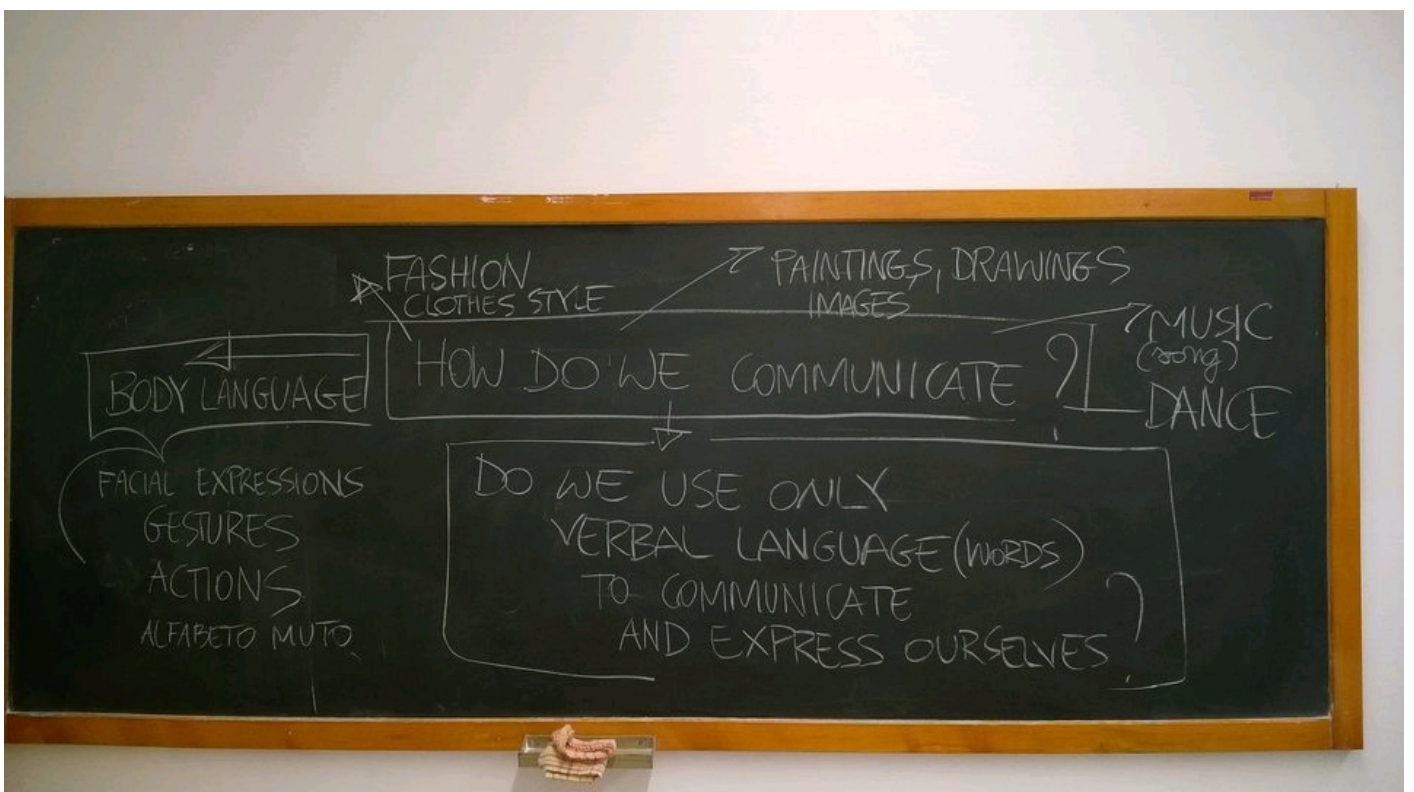 FASHION
CLOTHES STYLE
PAINTINGS, DRAWINGS
IMAGES
MUSIC
(song)
DANCE
HOW DO WE COMMUNICATE ?
BODY LANGUAGE
FACIAL EXPRESSIONS
GESTURES
ACTIONS
ALFABETO MUTO
DO WE USE ONLY
VERBAL LANGUAGE (WORDS)
TO COMMUNICATE
AND EXPRESS OURSELVES ?